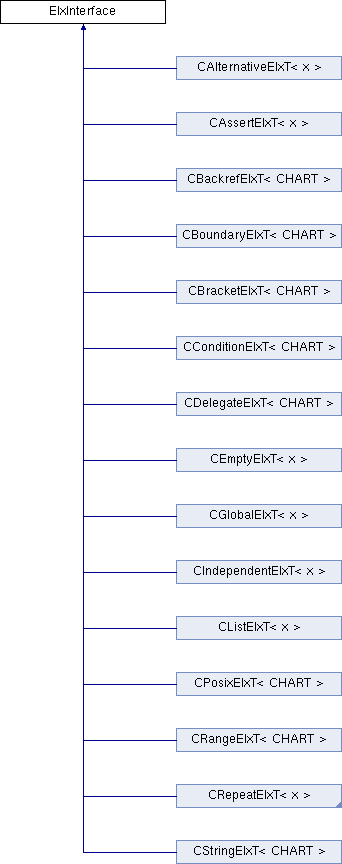 ElxInterface
CAlternativeElxT< x >
CAssertElxT< x >
CBackrefElxT< CHART >
CBoundaryElxT< CHART >
CBracketElxT< CHART >
CConditionElxT< CHART >
CDelegateElxT< CHART >
CEmptyElxT< x >
CGlobalElxT< x >
CIndependentElxT< x >
CListElxT< x >
CPosixElxT< CHART >
CRangeElxT< CHART >
CRepeatElxT< x >
CStringElxT< CHART >